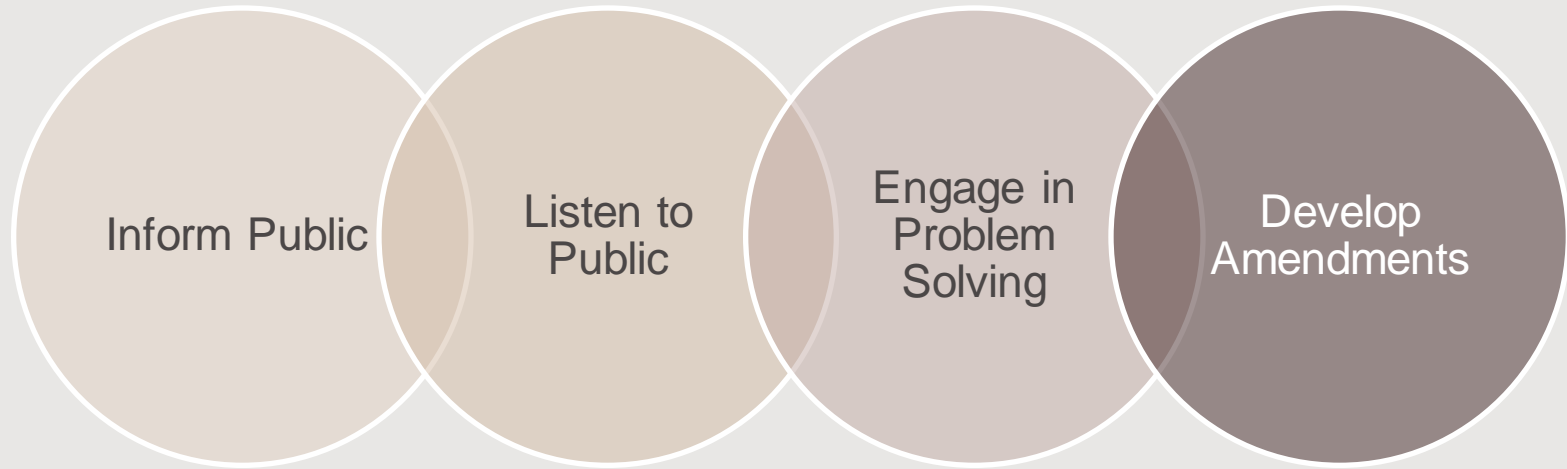 Inform Public
Listen to
Public
Engage in
Problem
Solving
Develop
Amendments